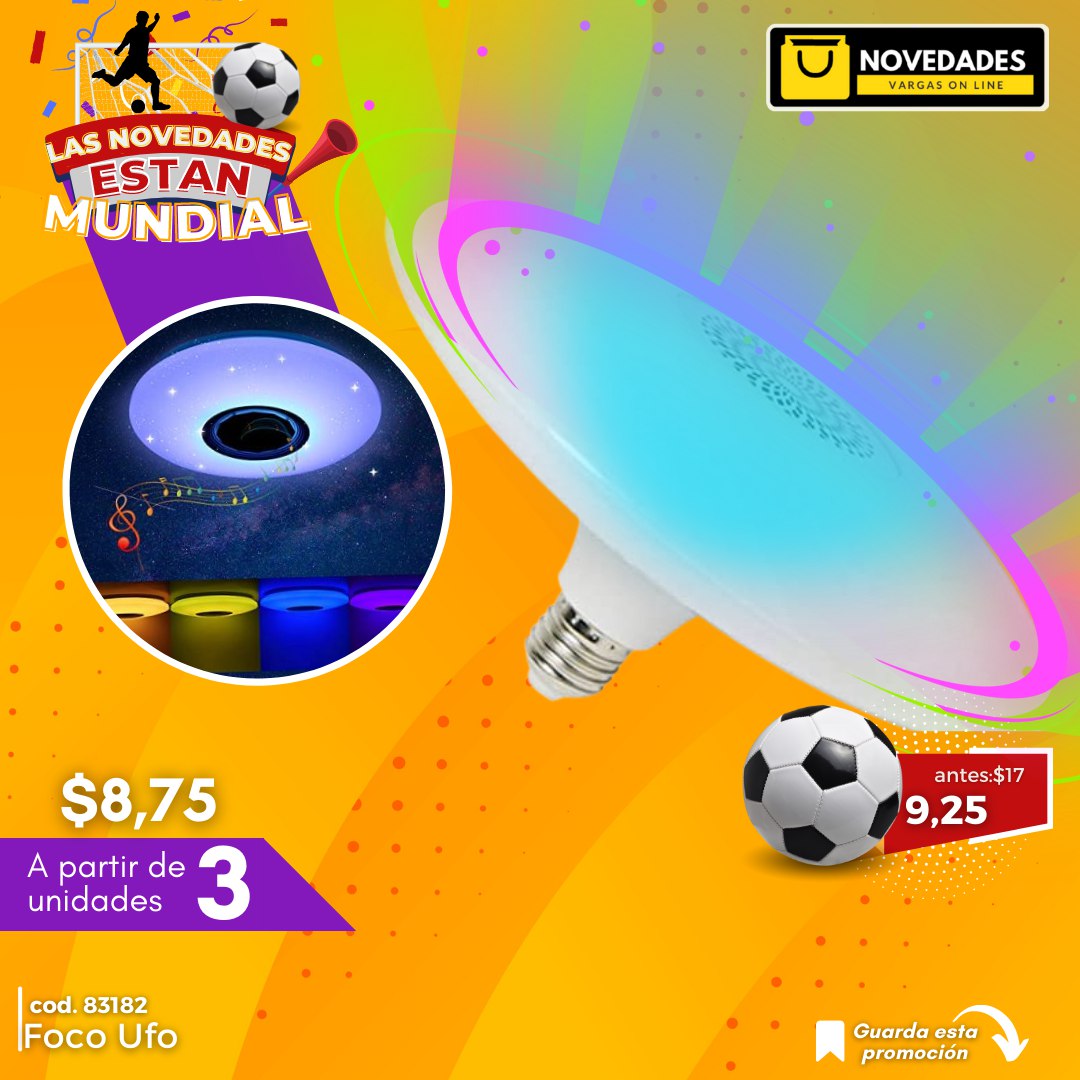 LAS NOVEDADES
ESTAN
MUNDIAL
NOVEDADES
VARGAS ON LINE
antes:$17
9,25
$8,75
A partir de 3
unidades
cod. 83182
Foco Ufo
Guarda esta
promoción